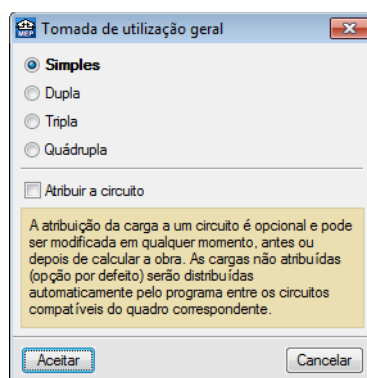 MEP
Tomada de utilização geral
Simples
Dupla
Tripla
Quádrupla
Atribuir a circuito
A atribuição da carga a um circuito é opcional e pode
ser modificada em qualquer momento, antes ou
depois de calcular a obra. As cargas não atribuídas
(opção por defeito) serão distribuídas
automaticamente pelo programa entre os circuitos
compatíveis do quadro correspondente.
Aceitar
Cancelar